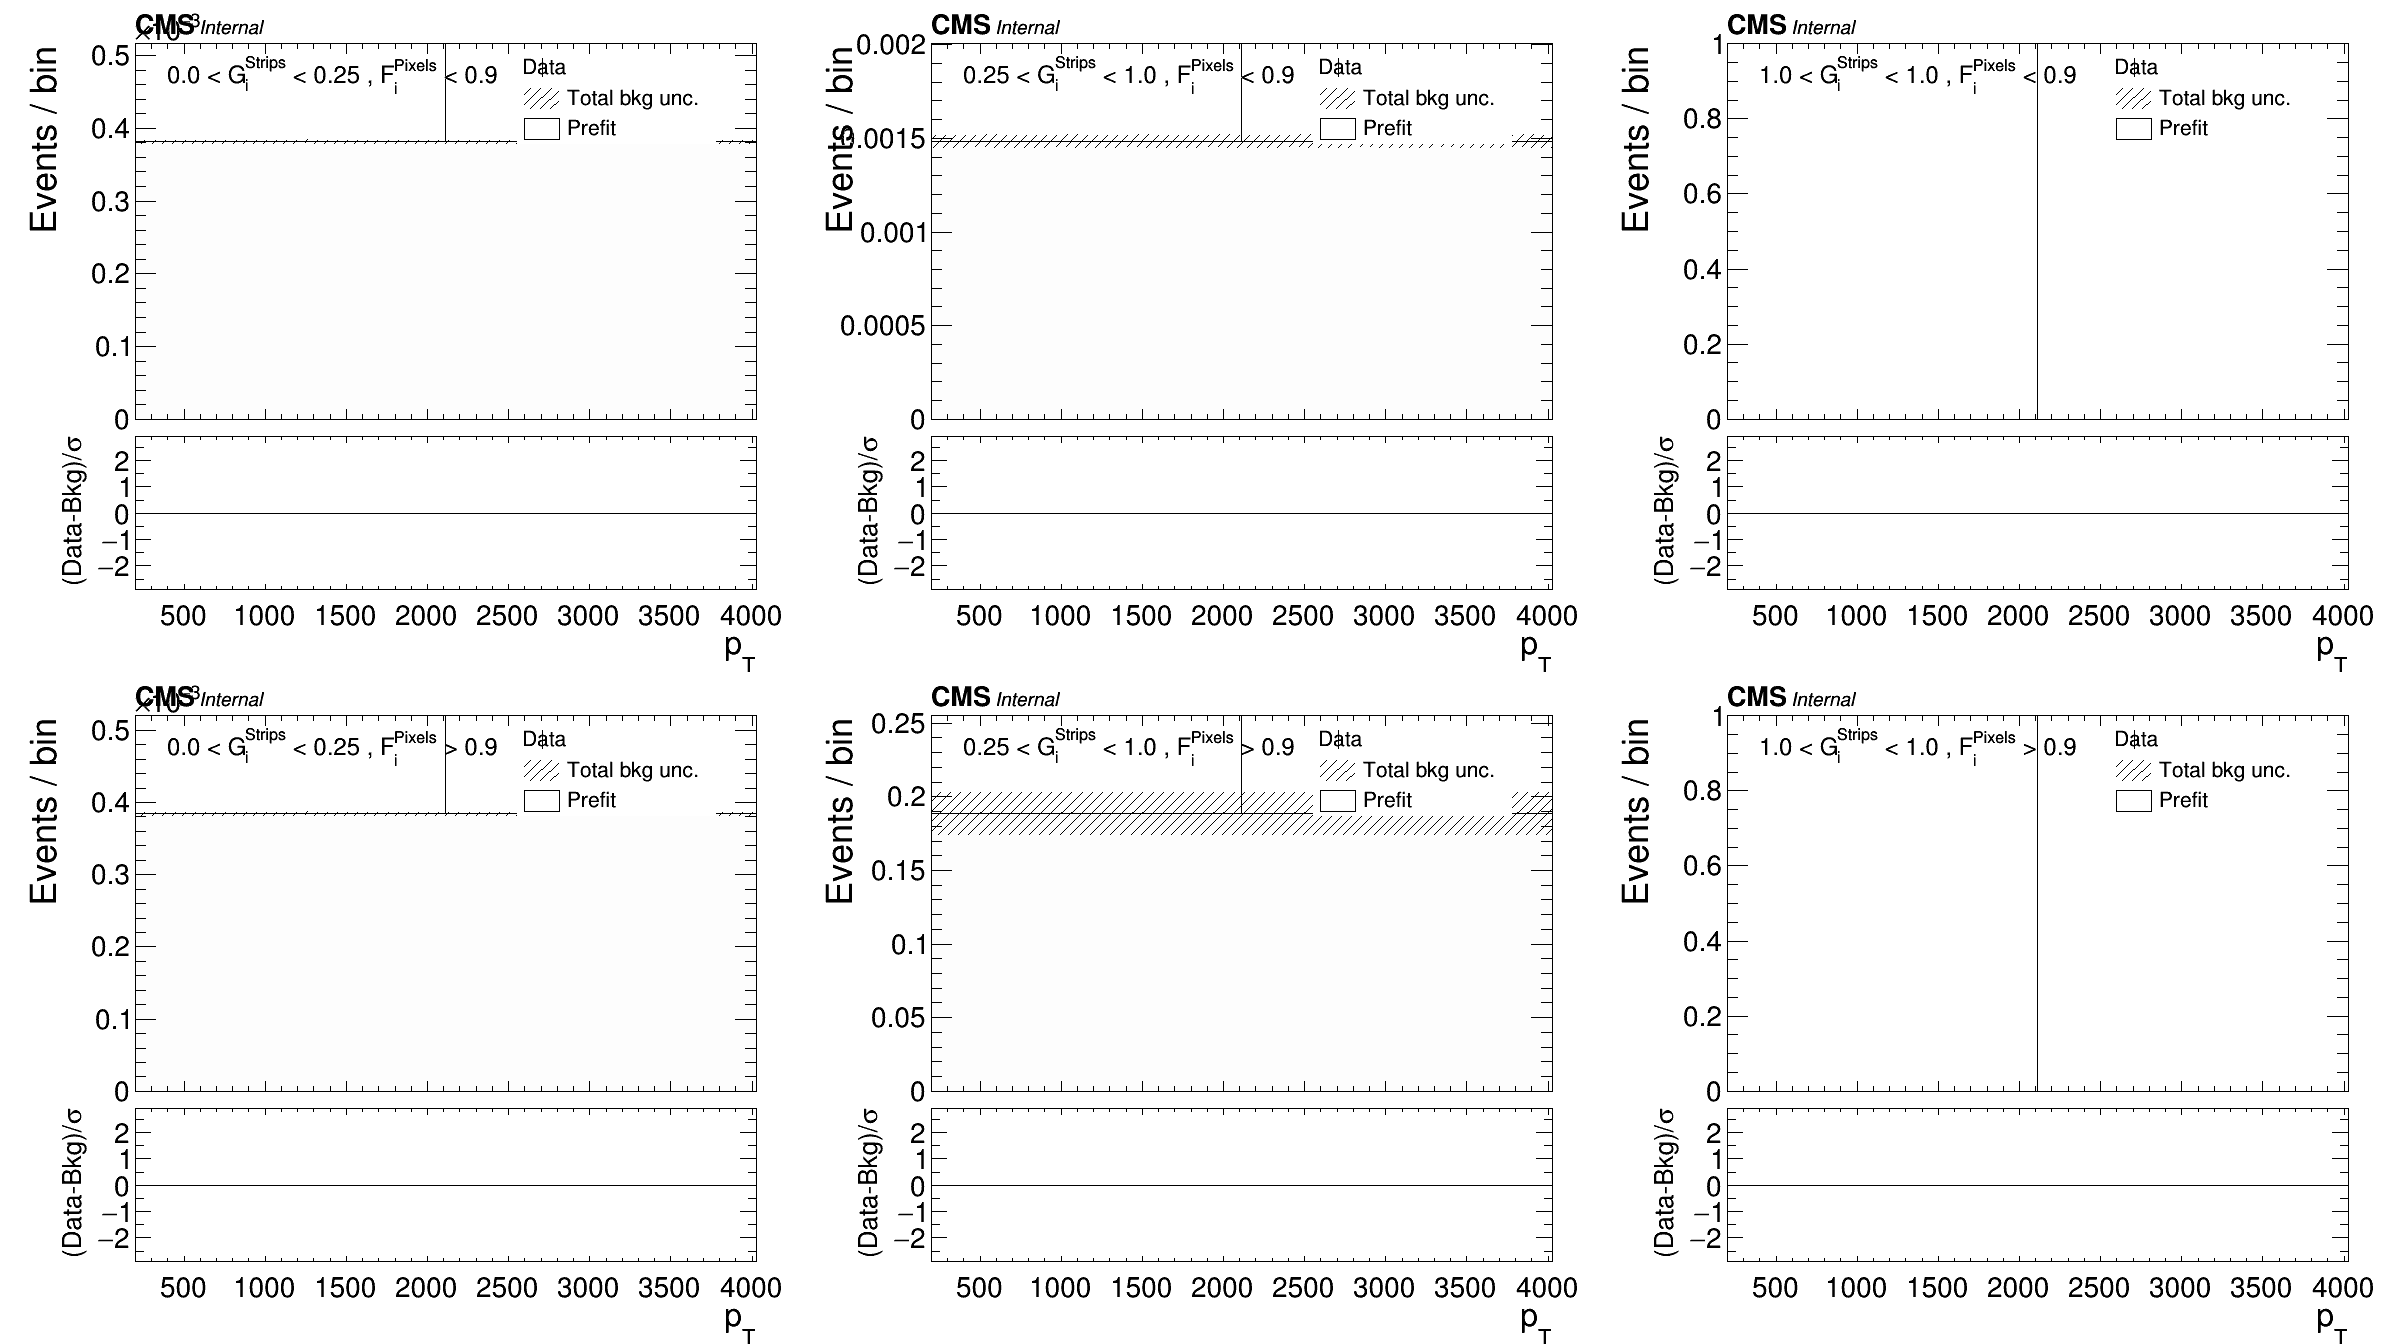 CMS Internal
×10⁻³
Events / bin
0.0 < G_i^Strips < 0.25 , F_i^Pixels < 0.9
Data
Total bkg unc.
Prefit
0.5
0.4
0.3
0.2
0.1
0
(Data-Bkg)/σ
2
1
0
−1
−2
500 1000 1500 2000 2500 3000 3500 4000
p_T
CMS Internal
Events / bin
0.25 < G_i^Strips < 1.0 , F_i^Pixels < 0.9
Data
Total bkg unc.
Prefit
0.002
0.0015
0.001
0.0005
0
(Data-Bkg)/σ
2
1
0
−1
−2
500 1000 1500 2000 2500 3000 3500 4000
p_T
CMS Internal
Events / bin
1.0 < G_i^Strips < 1.0 , F_i^Pixels < 0.9
Data
Total bkg unc.
Prefit
1
0.8
0.6
0.4
0.2
0
(Data-Bkg)/σ
2
1
0
−1
−2
500 1000 1500 2000 2500 3000 3500 4000
p_T
CMS Internal
×10⁻³
Events / bin
0.0 < G_i^Strips < 0.25 , F_i^Pixels > 0.9
Data
Total bkg unc.
Prefit
0.5
0.4
0.3
0.2
0.1
0
(Data-Bkg)/σ
2
1
0
−1
−2
500 1000 1500 2000 2500 3000 3500 4000
p_T
CMS Internal
Events / bin
0.25 < G_i^Strips < 1.0 , F_i^Pixels > 0.9
Data
Total bkg unc.
Prefit
0.25
0.2
0.15
0.1
0.05
0
(Data-Bkg)/σ
2
1
0
−1
−2
500 1000 1500 2000 2500 3000 3500 4000
p_T
CMS Internal
Events / bin
1.0 < G_i^Strips < 1.0 , F_i^Pixels > 0.9
Data
Total bkg unc.
Prefit
1
0.8
0.6
0.4
0.2
0
(Data-Bkg)/σ
2
1
0
−1
−2
500 1000 1500 2000 2500 3000 3500 4000
p_T